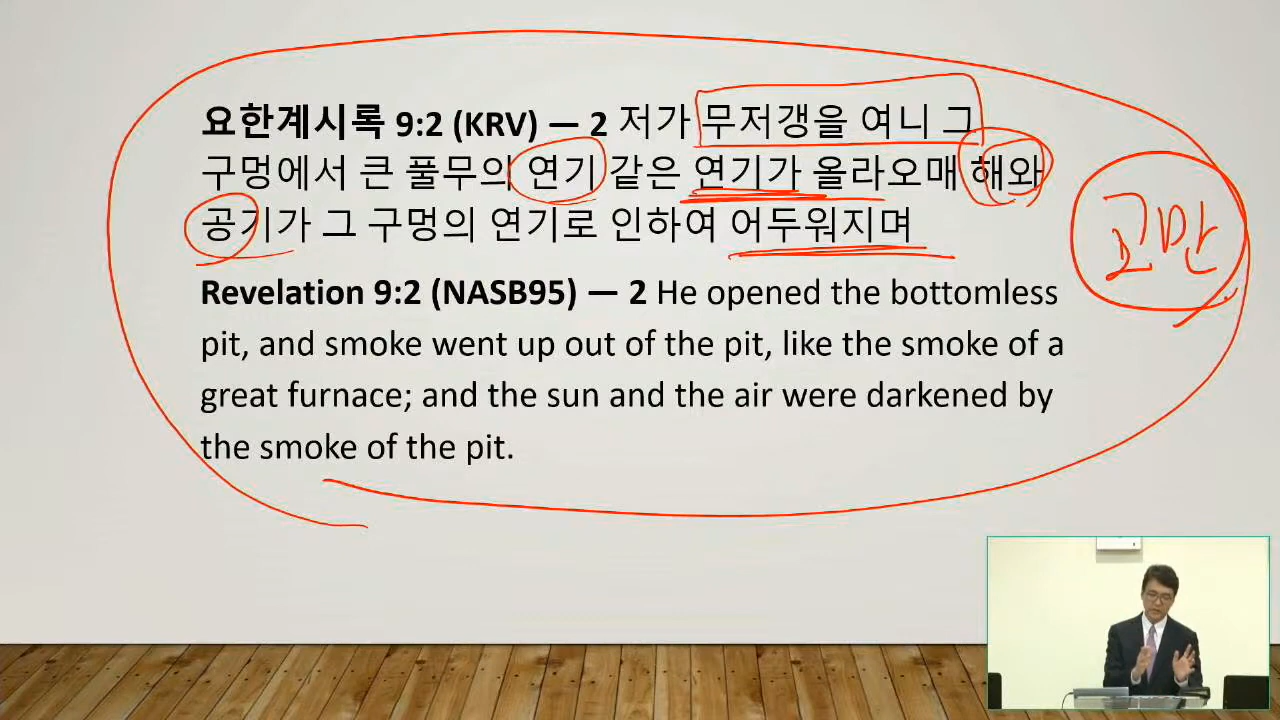 요한계시록 9:2 (KRV) — 2 저가 무저갱을 여니 그
구멍에서 큰 풀무의 연기 같은 연기가 올라오매 해와
공기가 그 구멍의 연기로 인하여 어두워지며
교만
Revelation 9:2 (NASB95) — 2 He opened the bottomless
pit, and smoke went up out of the pit, like the smoke of a
great furnace; and the sun and the air were darkened by
the smoke of the pit.